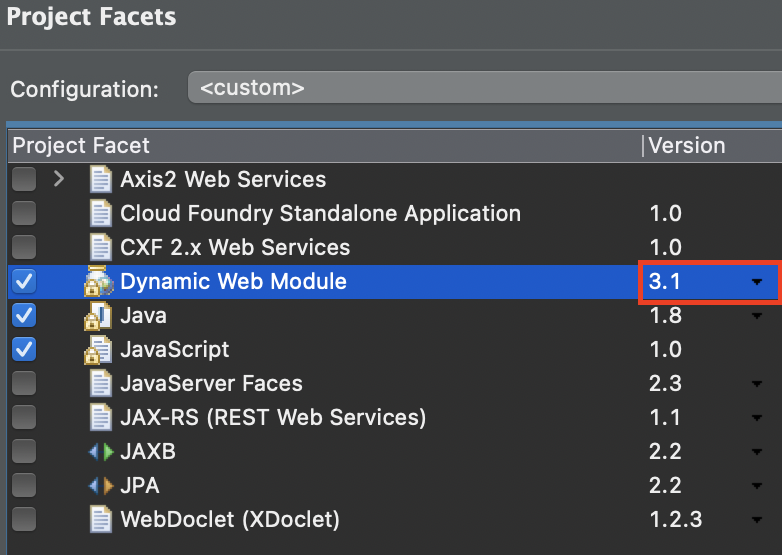 Project Facets
Configuration: <custom>
Project Facet Version
Axis2 Web Services
Cloud Foundry Standalone Application 1.0
CXF 2.x Web Services 1.0
Dynamic Web Module 3.1
Java 1.8
JavaScript 1.0
JavaServer Faces 2.3
JAX-RS (REST Web Services) 1.1
JAXB 2.2
JPA 2.2
WebDoclet (XDoclet) 1.2.3